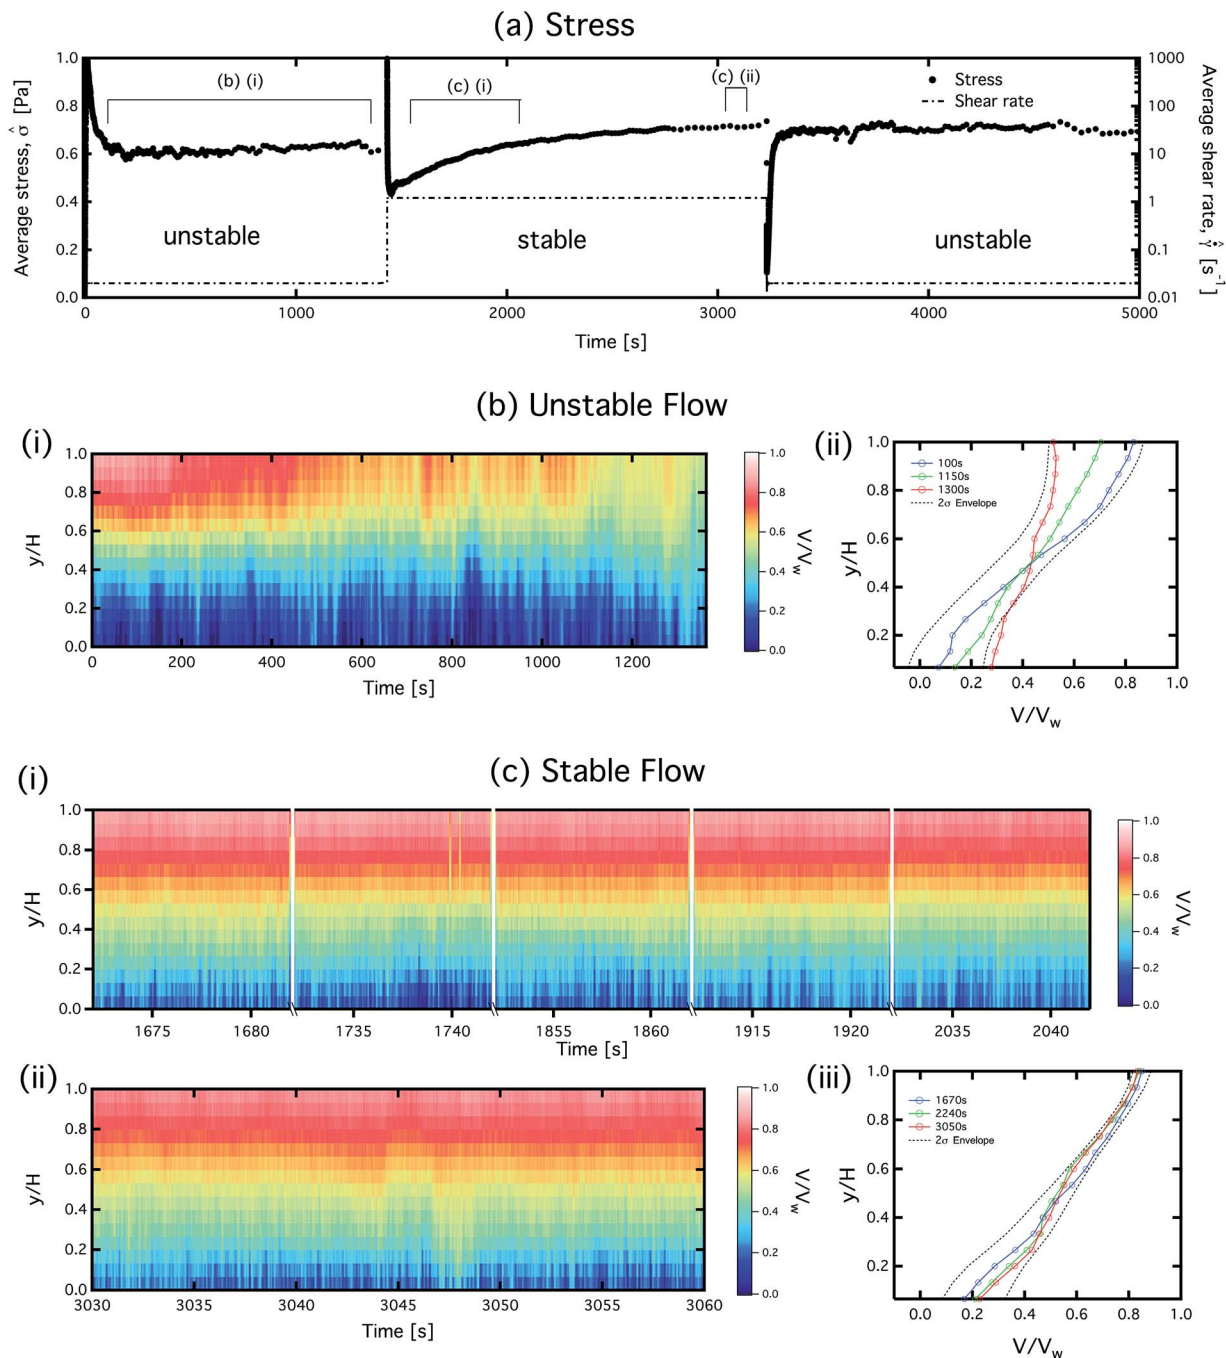 (a) Stress
1.0
0.8
0.6
0.4
0.2
0.0
Average stress, σ̂ [Pa]
(b) (i)
(c) (i)
(c) (ii)
Stress
Shear rate
unstable
stable
unstable
1000
100
10
1
0.1
0.01
Average shear rate, γ̇̂ [s⁻¹]
0 1000 2000 3000 4000 5000
Time [s]
(b) Unstable Flow
(i)
1.0
0.8
0.6
0.4
0.2
0.0
y/H
0 200 400 600 800 1000 1200
Time [s]
1.0
0.8
0.6
0.4
0.2
0.0
V/Vw
(ii)
1.0
0.8
0.6
0.4
0.2
y/H
100s
1150s
1300s
2σ Envelope
0.0 0.2 0.4 0.6 0.8 1.0
V/Vw
(c) Stable Flow
(i)
1.0
0.8
0.6
0.4
0.2
0.0
y/H
1675 1680 1735 1740 1855 1860 1915 1920 2035 2040
Time [s]
1.0
0.8
0.6
0.4
0.2
0.0
V/Vw
(ii)
1.0
0.8
0.6
0.4
0.2
0.0
y/H
3030 3035 3040 3045 3050 3055 3060
Time [s]
1.0
0.8
0.6
0.4
0.2
0.0
V/Vw
(iii)
1.0
0.8
0.6
0.4
0.2
y/H
1670s
2240s
3050s
2σ Envelope
0.0 0.2 0.4 0.6 0.8 1.0
V/Vw